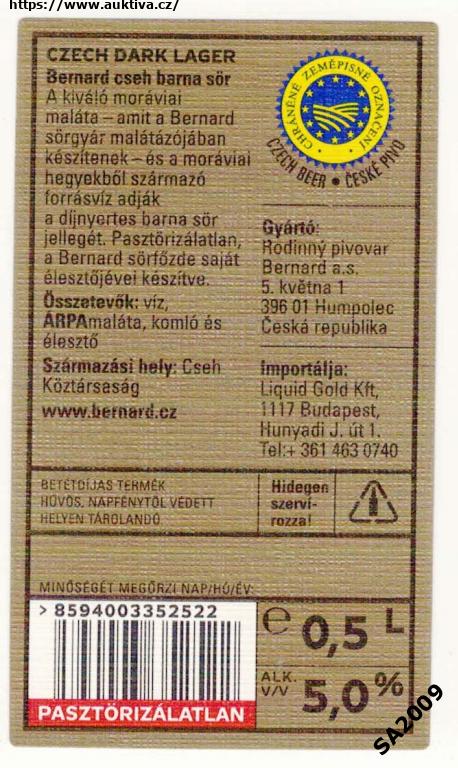 https://www.auktiva.cz/
CZECH DARK LAGER
Bernard cseh barna sör
A kiváló moráviai
maláta – amit a Bernard
sörgyár malátázójában
készítenek – és a moráviai
hegyekből származó
forrásvíz adják
a díjnyertes barna sör
jellegét. Pasztőrizálatlan,
a Bernard sörfőzde saját
élesztőjével készítve.
Összetevők: víz,
ÁRPAmaláta, komló és
élesztő
Származási hely: Cseh
Köztársaság
www.bernard.cz
CHRÁNĚNÉ ZEMĚPISNÉ OZNAČENÍ
CZECH BEER • ČESKÉ PIVO
Gyártó:
Rodinný pivovar
Bernard a.s.
5. května 1
396 01 Humpolec
Česká republika
Importálja:
Liquid Gold Kft,
1117 Budapest,
Hunyadi J. út 1.
Tel:+ 361 463 0740
BETÉTDÍJAS TERMÉK
HŰVÖS, NAPFÉNYTŐL VÉDETT
HELYEN TÁROLANDÓ
Hidegen
szerví-
rozza!
MINŐSÉGÉT MEGŐRZI NAP/HÓ/ÉV:
> 8594003352522
PASZTŐRIZÁLATLAN
e 0,5 L
ALK.
V/V 5,0%
SA2009